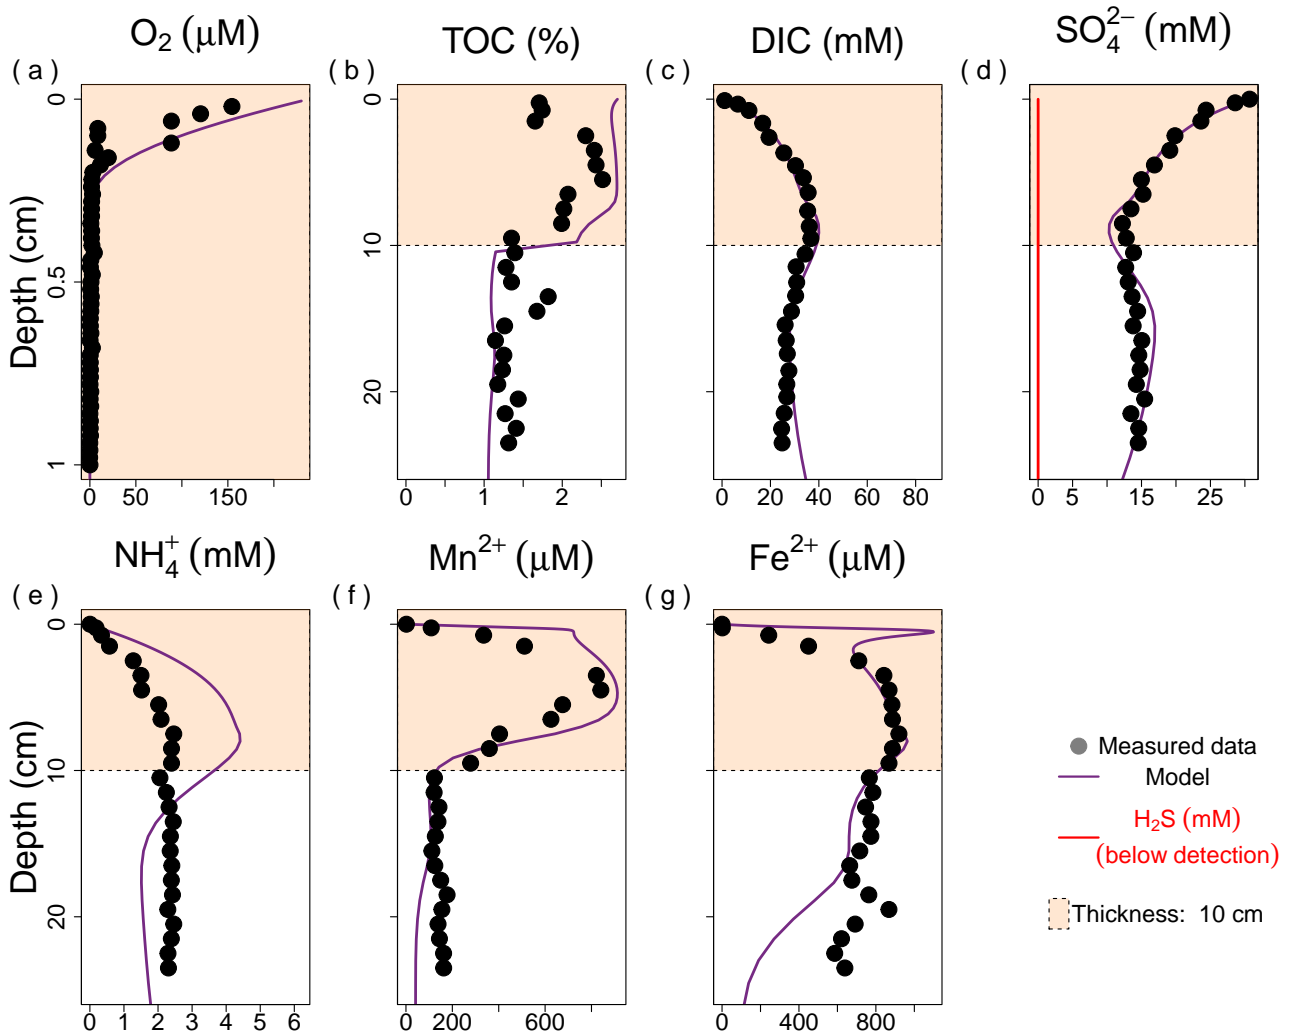 O₂ (μM)
TOC (%)
DIC (mM)
SO₄²⁻ (mM)
( a )
( b )
( c )
( d )
Depth (cm)
0
0.5
1
0
50
150
0
10
20
0
1
2
0
20
40
60
80
0
5
15
25
NH₄⁺ (mM)
Mn²⁺ (μM)
Fe²⁺ (μM)
( e )
( f )
( g )
Depth (cm)
0
10
20
0
1
2
3
4
5
6
0
200
600
0
400
800
Measured data
Model
H₂S (mM)
(below detection)
Thickness: 10 cm